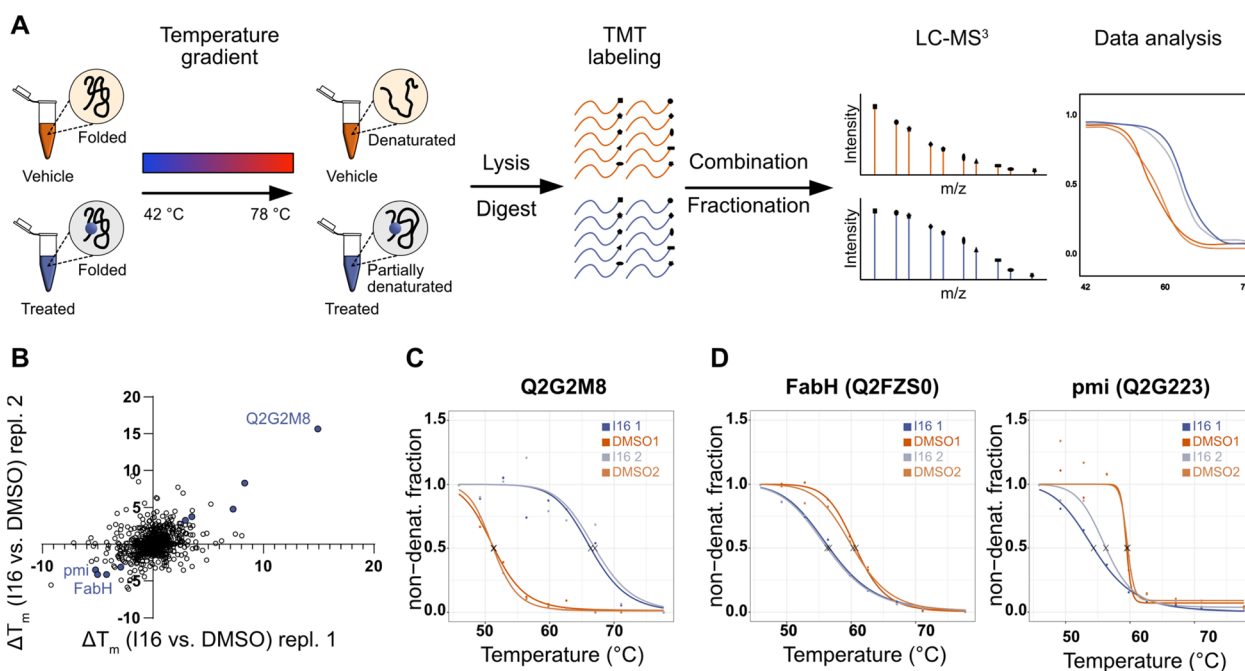 A
Temperature
gradient
TMT
labeling
LC-MS³
Data analysis
Folded
Vehicle
42 °C
78 °C
Denaturated
Vehicle
Folded
Treated
Partially
denaturated
Treated
Lysis
Digest
Combination
Fractionation
Intensity
m/z
Intensity
m/z
1.0
0.5
0.0
42
60
B
ΔTm (I16 vs. DMSO) repl. 2
20
15
10
5
-5
-10
-10
10
20
Q2G2M8
pmi
FabH
ΔTm (I16 vs. DMSO) repl. 1
C
Q2G2M8
non-denat. fraction
1.5
1.0
0.5
0.0
I16 1
DMSO1
I16 2
DMSO2
50
60
70
Temperature (°C)
D
FabH (Q2FZS0)
non-denat. fraction
1.5
1.0
0.5
0.0
I16 1
DMSO1
I16 2
DMSO2
50
60
70
Temperature (°C)
pmi (Q2G223)
non-denat. fraction
1.5
1.0
0.5
0.0
I16 1
DMSO1
I16 2
DMSO2
50
60
70
Temperature (°C)